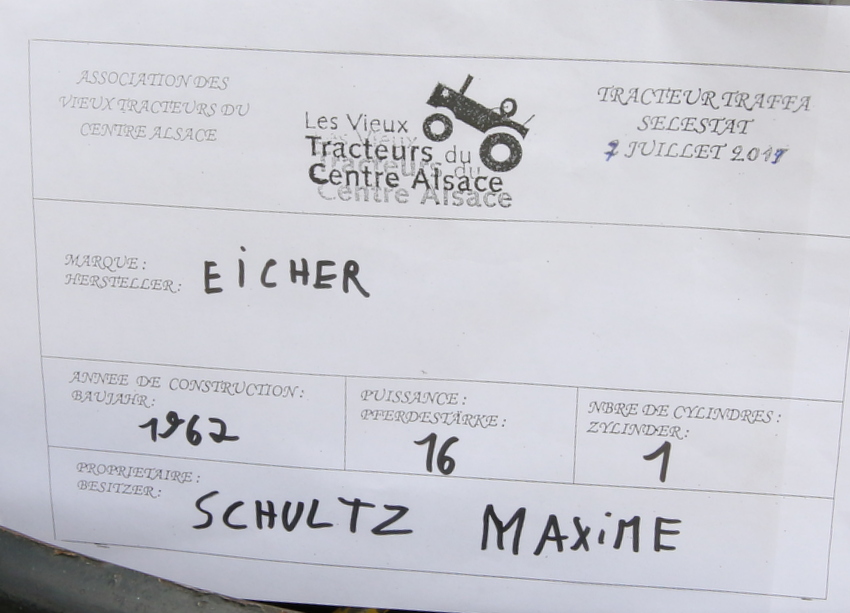 ASSOCIATION DES
VIEUX TRACTEURS DU
CENTRE ALSACE
Les Vieux
Tracteurs du
Centre Alsace
TRACTEUR TRAFFA
SELESTAT
7 JUILLET 2017
MARQUE :
HERSTELLER :
EiCHER
ANNEE DE CONSTRUCTION :
BAUJAHR :
1962
PUISSANCE :
PFERDESTÄRKE :
16
NBRE DE CYLINDRES :
ZYLINDER :
1
PROPRIETAIRE :
BESITZER :
SCHULTZ MAXiME